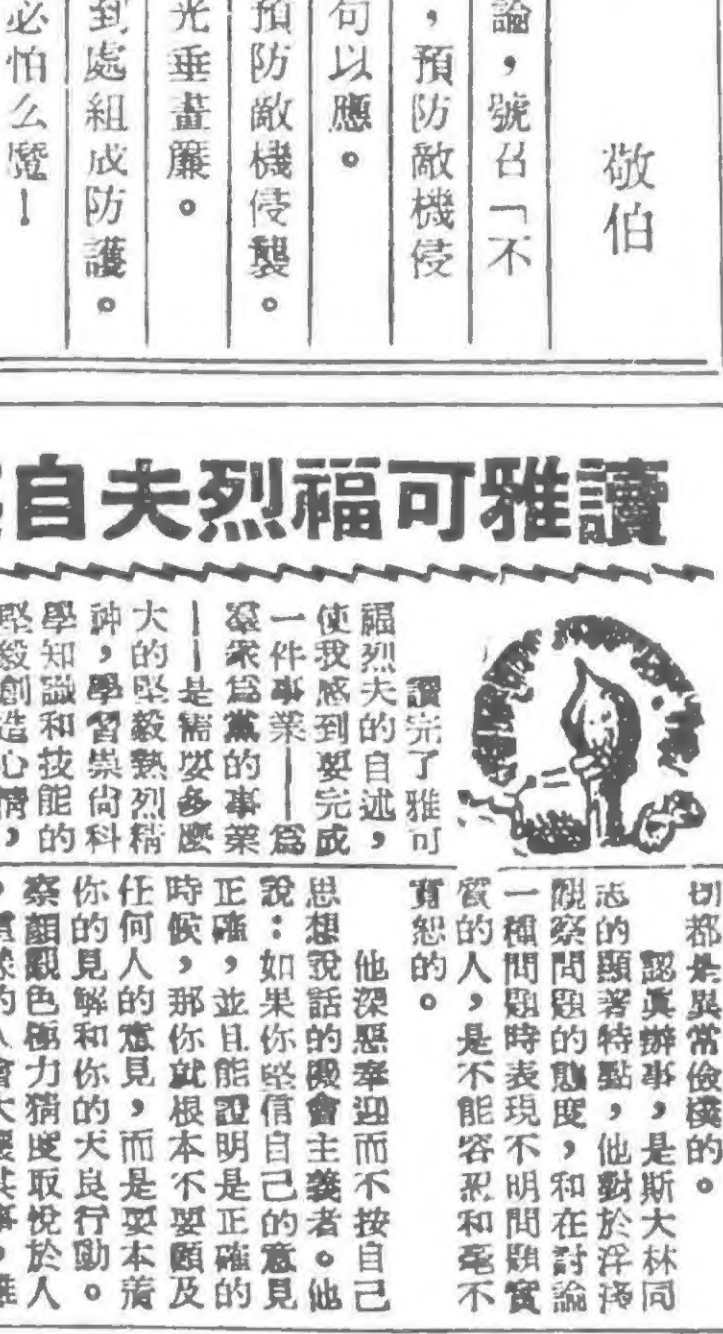 敬伯
論，號召「不
，預防敵機侵
句以應。
預防敵機侵襲。
光垂畫簾。
到處組成防護。
必怕么魔！
讀雅可福烈夫自
讀完了雅可
福烈夫的自述，
使我感到要完成
一件事業——爲
羣衆爲黨的事業
——是需要多麼
大的堅毅熱烈精
神，學習崇尚科
學知識和技能的
堅毅創造心情，
切都是異常儉樸的。
認眞辦事，是斯大林同
志的顯著特點，他對於浮
觀察問題的態度，和在討論
一種問題時表現不明問題實
質的人，是不能容忍和毫不
寬恕的。
他深惡奉迎而不按自己
思想說話的機會主義者。他
說：如果你堅信自己的意見
正確，並且能證明是正確的
時候，那你就根本不要顧及
任何人的意見，而是要本着
你的見解和你的天良行動。
察顏觀色極力猜度取悅於人